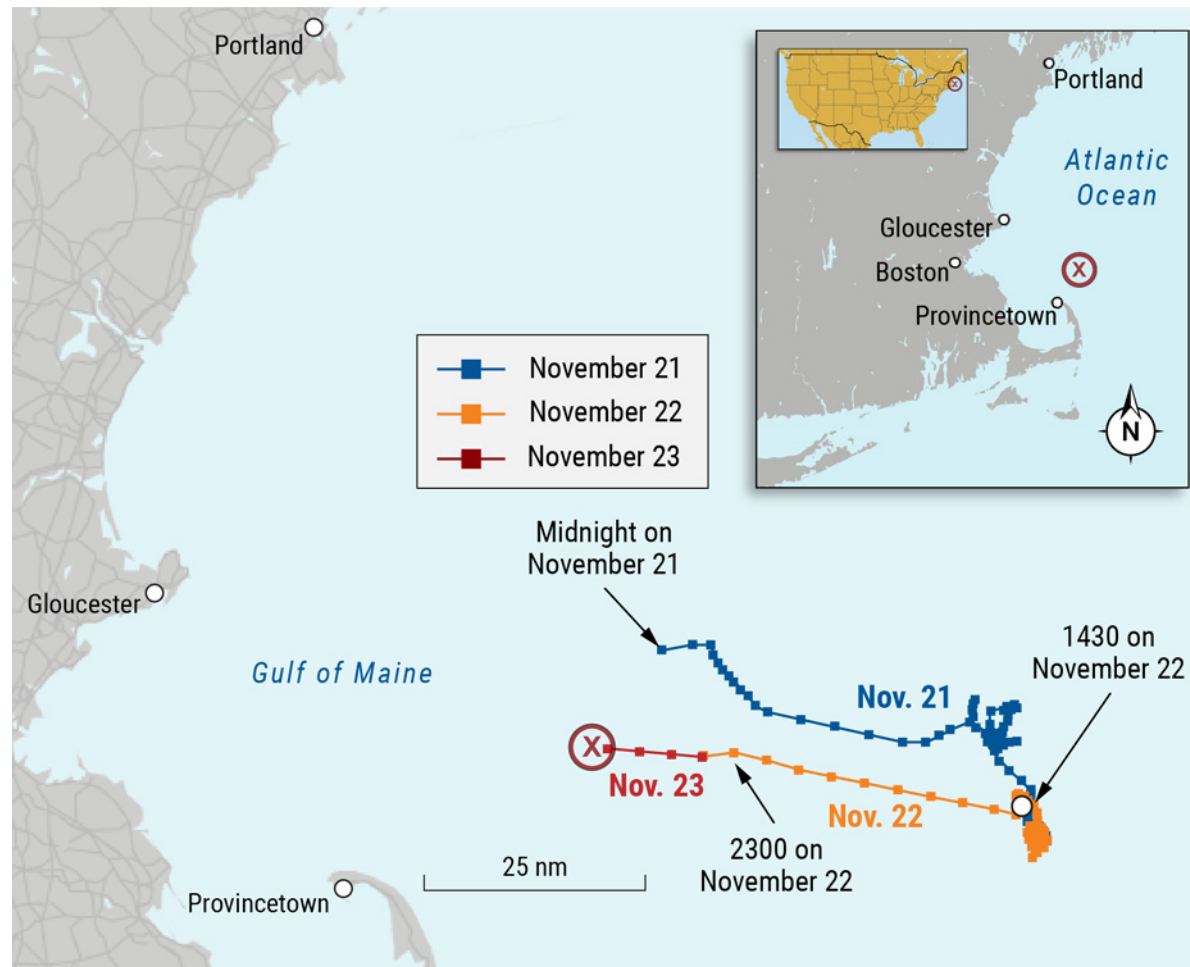 Portland
Portland
Atlantic
Ocean
Gloucester
Boston
X
Provincetown
N
X
November 21
November 22
November 23
Midnight on
November 21
Gloucester
Gulf of Maine
1430 on
November 22
Nov. 21
X
Nov. 23
Nov. 22
2300 on
November 22
25 nm
Provincetown